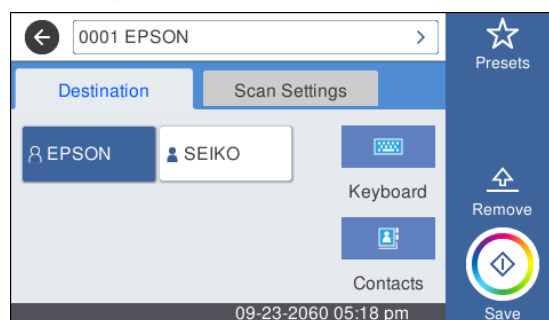 0001 EPSON
Presets
Destination
Scan Settings
EPSON
SEIKO
Keyboard
Remove
Contacts
09-23-2060 05:18 pm
Save